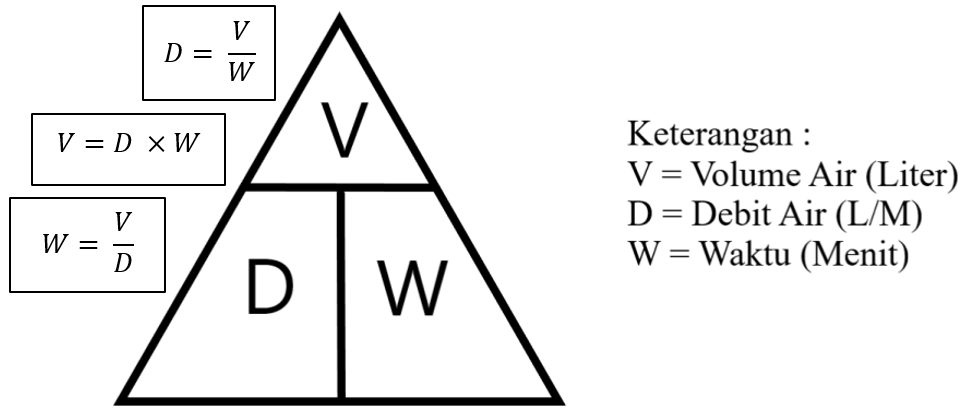 D = V/W
V = D × W
W = V/D
V
D
W
Keterangan :
V = Volume Air (Liter)
D = Debit Air (L/M)
W = Waktu (Menit)